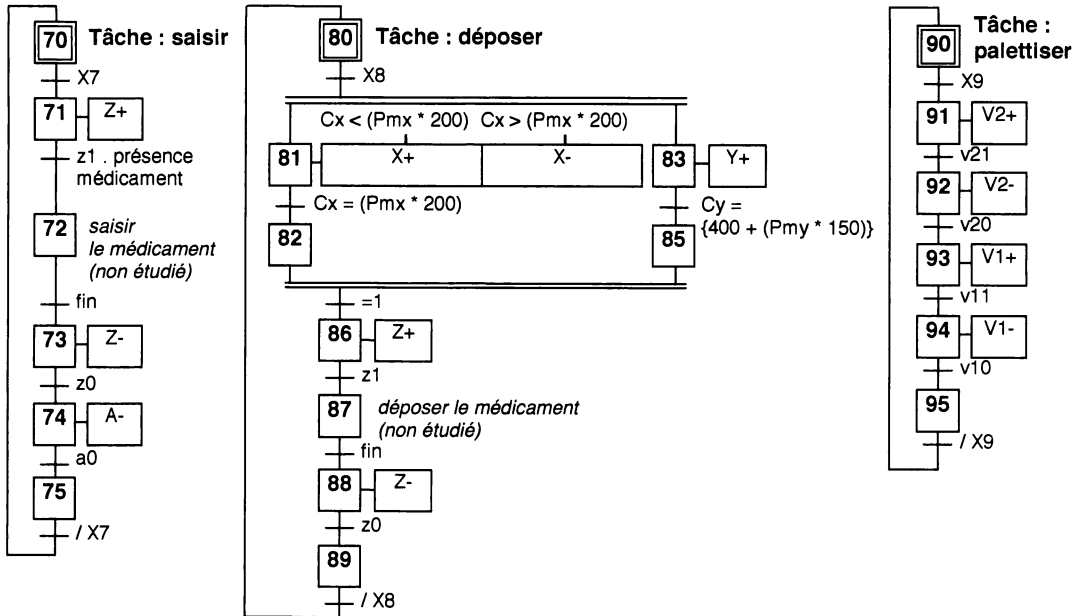 70 Tâche : saisir
X7
71 Z+
z1 . présence
médicament
72 saisir
le médicament
(non étudié)
fin
73 Z-
z0
74 A-
a0
75
/ X7
80 Tâche : déposer
X8
Cx < (Pmx * 200) Cx > (Pmx * 200)
81 X+ X- 83 Y+
Cx = (Pmx * 200) Cy =
{400 + (Pmy * 150)}
82 85
=1
86 Z+
z1
87 déposer le médicament
(non étudié)
fin
88 Z-
z0
89
/ X8
90 Tâche :
palettiser
X9
91 V2+
v21
92 V2-
v20
93 V1+
v11
94 V1-
v10
95
/ X9